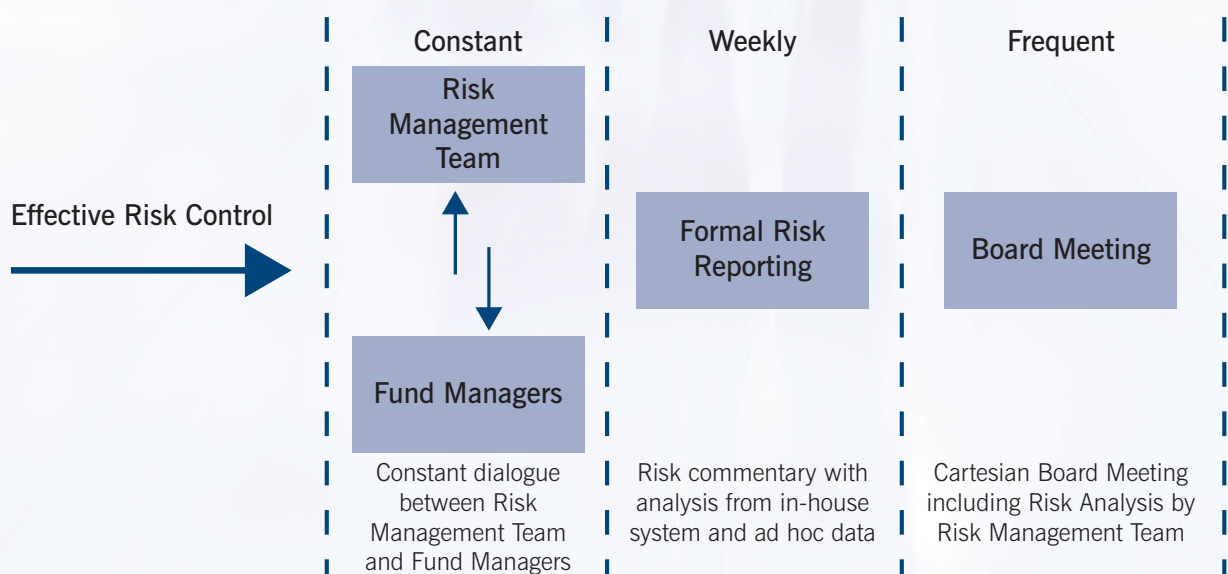 Constant
Weekly
Frequent
Risk
Management
Team
Effective Risk Control
Formal Risk
Reporting
Board Meeting
Fund Managers
Constant dialogue
between Risk
Management Team
and Fund Managers
Risk commentary with
analysis from in-house
system and ad hoc data
Cartesian Board Meeting
including Risk Analysis by
Risk Management Team